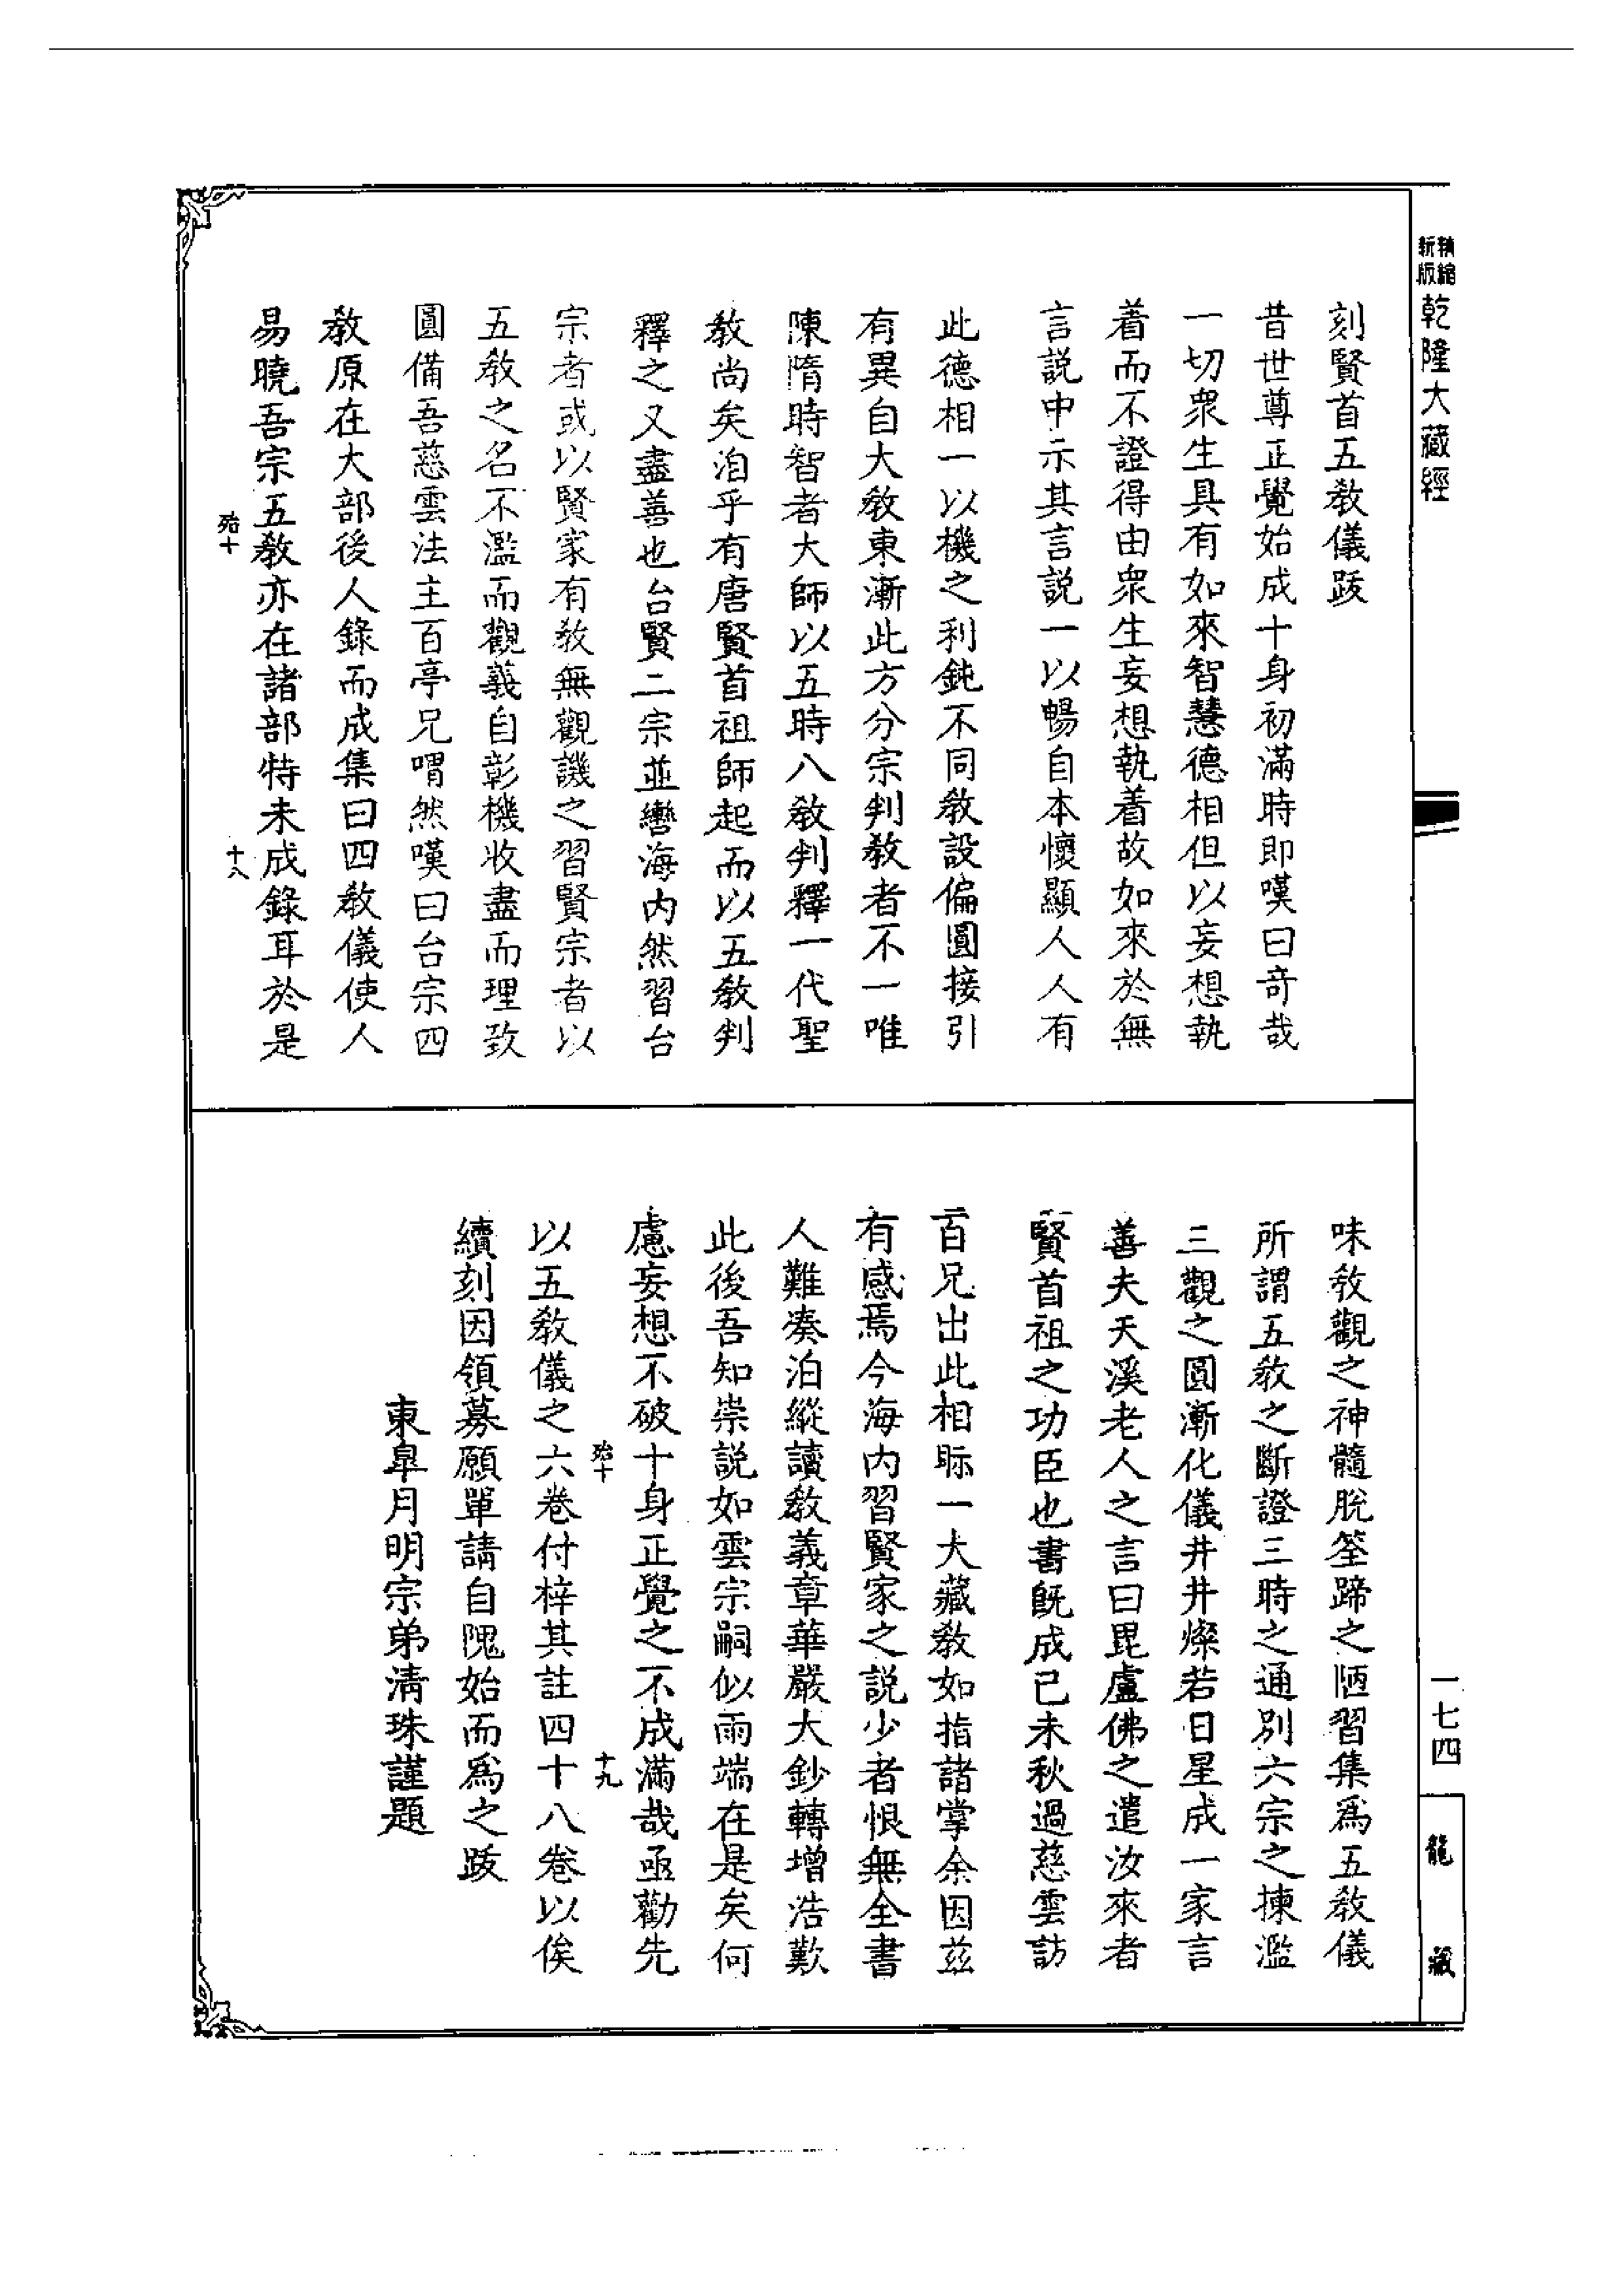 新版精縮
乾隆大藏經
刻賢首五教儀跋
昔世尊正覺始成十身初滿時即嘆曰奇哉
一切衆生具有如來智慧德相但以妄想執
着而不證得由衆生妄想執着故如來於無
言説中示其言説一以暢自本懷顯人人有
此德相一以機之利鈍不同教設偏圓接引
有異自大教東漸此方分宗判教者不一唯
陳隋時智者大師以五時八教判釋一代聖
教尚矣洎乎有唐賢首祖師起而以五教判
釋之又盡善也台賢二宗並轡海内然習台
宗者或以賢家有教無觀譏之習賢宗者以
五教之名不濫而觀義自彰機收盡而理致
圓備吾慈雲法主百亭兄喟然嘆曰台宗四
教原在大部後人錄而成集曰四教儀使人
易曉吾宗五教亦在諸部特未成錄耳於是
殆十
十八
味教觀之神髓脫筌蹄之陋習集爲五教儀
所謂五教之斷證三時之通別六宗之揀濫
三觀之圓漸化儀井井燦若日星成一家言
善夫天溪老人之言曰毘盧佛之遣汝來者
賢首祖之功臣也書旣成己未秋過慈雲訪
百兄出此相眎一大藏教如指諸掌余因茲
有感焉今海内習賢家之説少者恨無全書
人難凑泊縱讀教義章華嚴大鈔轉增浩歎
此後吾知崇説如雲宗嗣似雨端在是矣何
慮妄想不破十身正覺之不成滿哉亟勸先
殆十
十九
以五教儀之六卷付梓其註四十八卷以俟
續刻因領募願單請自隗始而爲之跋
東臯月明宗弟淸珠謹題
一七四
龍藏